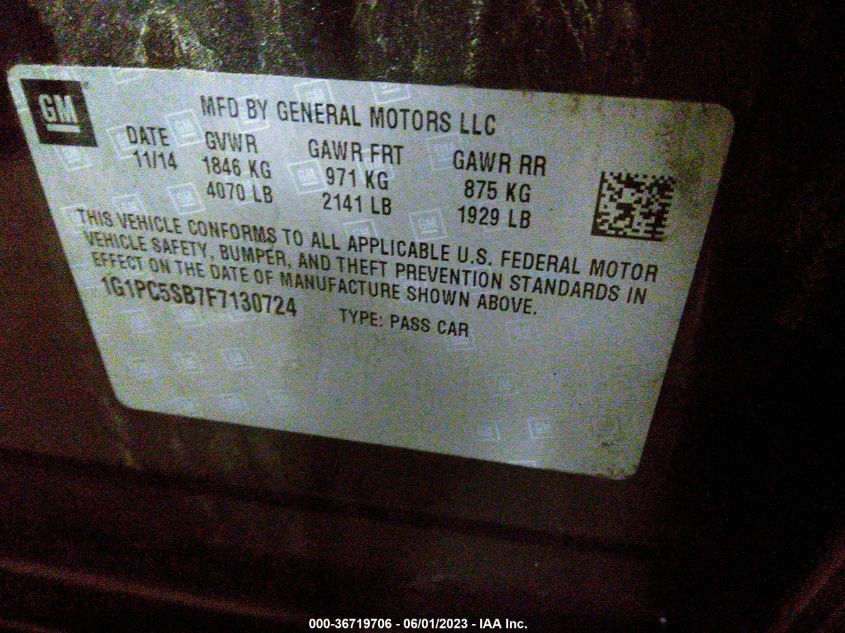 GM
MFD BY GENERAL MOTORS LLC
DATE GVWR GAWR FRT GAWR RR
11/14 1846 KG 971 KG 875 KG
4070 LB 2141 LB 1929 LB
THIS VEHICLE CONFORMS TO ALL APPLICABLE U.S. FEDERAL MOTOR
VEHICLE SAFETY, BUMPER, AND THEFT PREVENTION STANDARDS IN
EFFECT ON THE DATE OF MANUFACTURE SHOWN ABOVE.
1G1PC5SB7F7130724 TYPE: PASS CAR
000-36719706 - 06/01/2023 - IAA Inc.